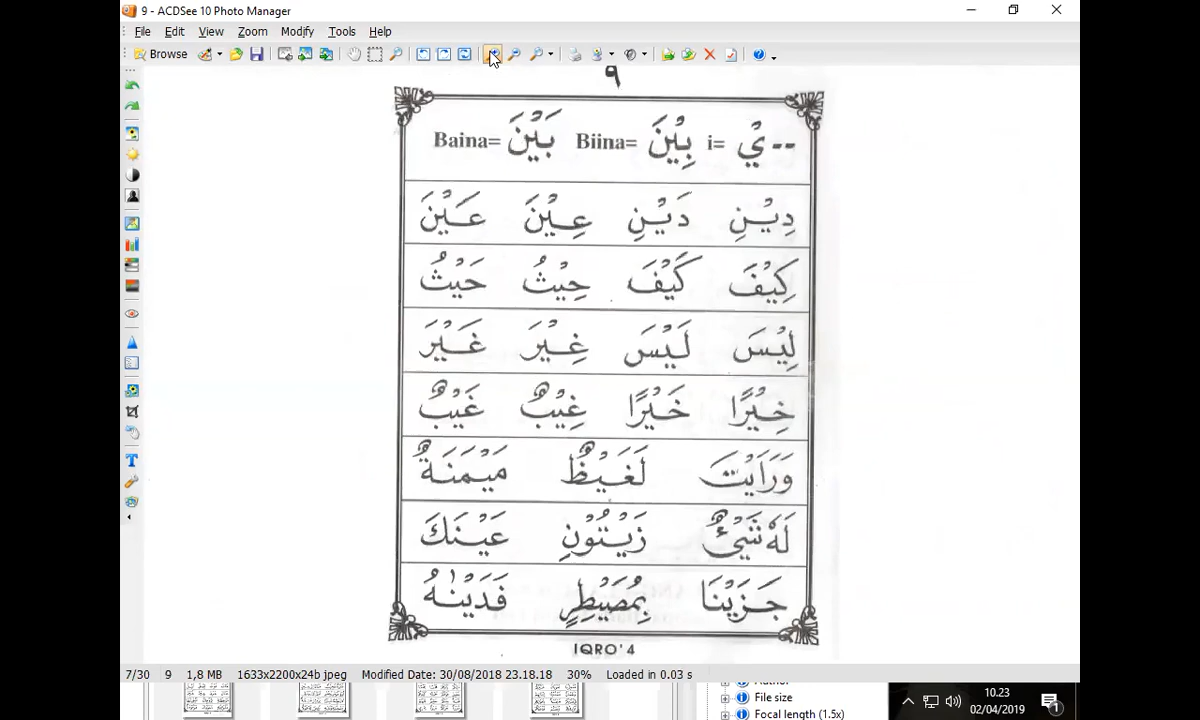 9 - ACDSee 10 Photo Manager
File Edit View Zoom Modify Tools Help
Browse
٩
-- يْ i= بِيْنَ Biina= بَيْنَ Baina=
دِيْنِ دَيْنِ عِيْنَ عَيْنَ
كِيْفَ كَيْفَ حِيْثُ حَيْثُ
لِيْسَ لَيْسَ غِيْرَ غَيْرَ
خِيْرًا خَيْرًا غِيْبٌ غَيْبٌ
وَرَاَيْتَ لَغَيْظٌ مَيْمَنَةٌ
لَهٗ شَيْئٌ زَيْتُوْنِ عَيْنَكَ
جَزَيْنَا بِمُصَيْطِرٍ فَدَيْنٰهُ
IQRO'4
7/30 9 1,8 MB 1633x2200x24b jpeg Modified Date: 30/08/2018 23.18.18 30% Loaded in 0.03 s
File size
Focal length (1.5x)
10.23
02/04/2019
1